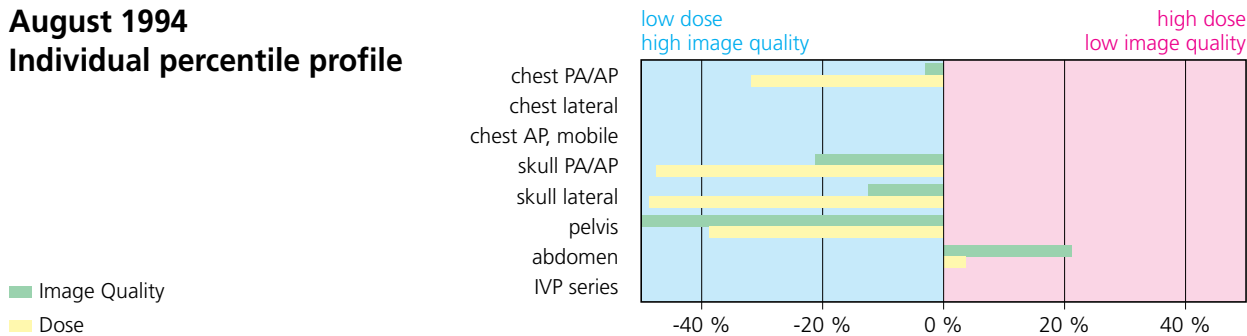 August 1994
Individual percentile profile
low dose
high image quality
high dose
low image quality
chest PA/AP
chest lateral
chest AP, mobile
skull PA/AP
skull lateral
pelvis
abdomen
IVP series
Image Quality
Dose
-40 % -20 % 0 % 20 % 40 %